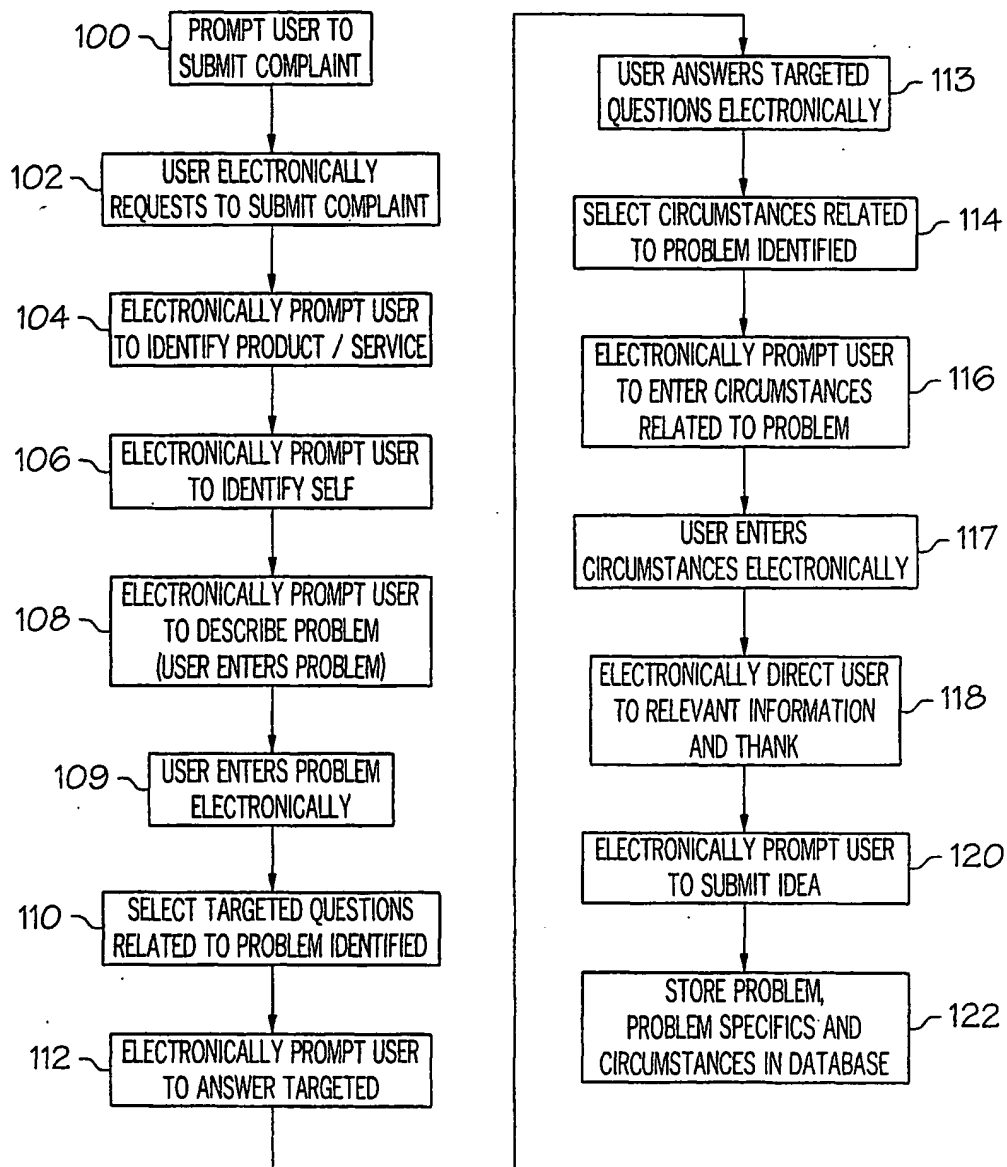 100
PROMPT USER TO
SUBMIT COMPLAINT
102
USER ELECTRONICALLY
REQUESTS TO SUBMIT COMPLAINT
104
ELECTRONICALLY PROMPT USER
TO IDENTIFY PRODUCT / SERVICE
106
ELECTRONICALLY PROMPT USER
TO IDENTIFY SELF
108
ELECTRONICALLY PROMPT USER
TO DESCRIBE PROBLEM
(USER ENTERS PROBLEM)
109
USER ENTERS PROBLEM
ELECTRONICALLY
110
SELECT TARGETED QUESTIONS
RELATED TO PROBLEM IDENTIFIED
112
ELECTRONICALLY PROMPT USER
TO ANSWER TARGETED
USER ANSWERS TARGETED
QUESTIONS ELECTRONICALLY
113
SELECT CIRCUMSTANCES RELATED
TO PROBLEM IDENTIFIED
114
ELECTRONICALLY PROMPT USER
TO ENTER CIRCUMSTANCES
RELATED TO PROBLEM
116
USER ENTERS
CIRCUMSTANCES ELECTRONICALLY
117
ELECTRONICALLY DIRECT USER
TO RELEVANT INFORMATION
AND THANK
118
ELECTRONICALLY PROMPT USER
TO SUBMIT IDEA
120
STORE PROBLEM,
PROBLEM SPECIFICS AND
CIRCUMSTANCES IN DATABASE
122